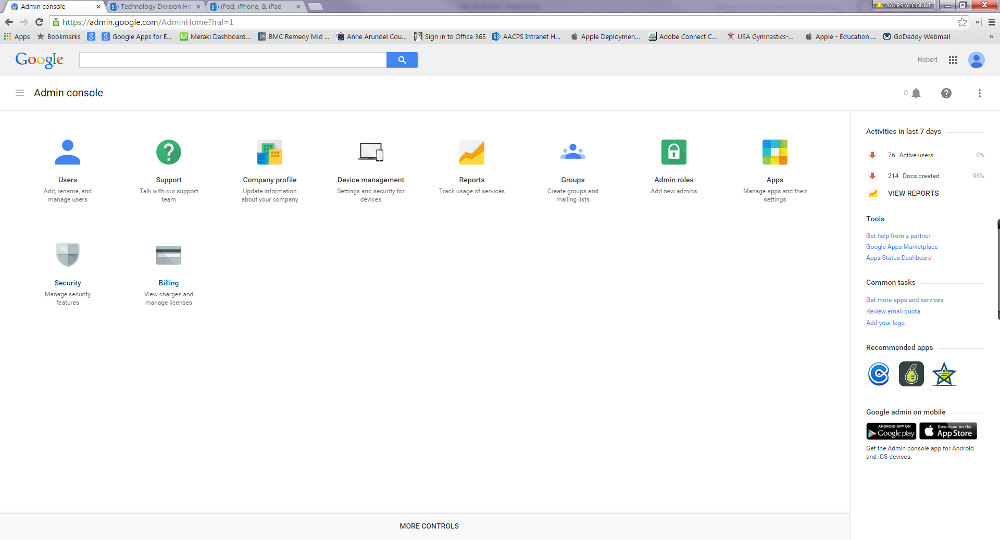 Admin console
Technology Division Ho
iPod, iPhone, & iPad
AACPS ACCOUNT
https://admin.google.com/AdminHome?fral=1
Apps
Bookmarks
Google Apps for E...
Meraki Dashboard...
BMC Remedy Mid ...
Anne Arundel Cou...
Sign in to Office 365
AACPS Intranet H...
Apple Deploymen...
Adobe Connect C...
USA Gymnastics-...
Apple - Education ...
GoDaddy Webmail
Google
Robert
Admin console
0
Users
Add, rename, and
manage users
Support
Talk with our support
team
Company profile
Update information
about your company
Device management
Settings and security for
devices
Reports
Track usage of services
Groups
Create groups and
mailing lists
Admin roles
Add new admins
Apps
Manage apps and their
settings
Security
Manage security
features
Billing
View charges and
manage licenses
MORE CONTROLS
Activities in last 7 days
76 Active users 0%
214 Docs created 96%
VIEW REPORTS
Tools
Get help from a partner
Google Apps Marketplace
Apps Status Dashboard
Common tasks
Get more apps and services
Review email quota
Add your logo
Recommended apps
Google admin on mobile
ANDROID APP ON
Google play
Download on the
App Store
Get the Admin console app for Android
and iOS devices.